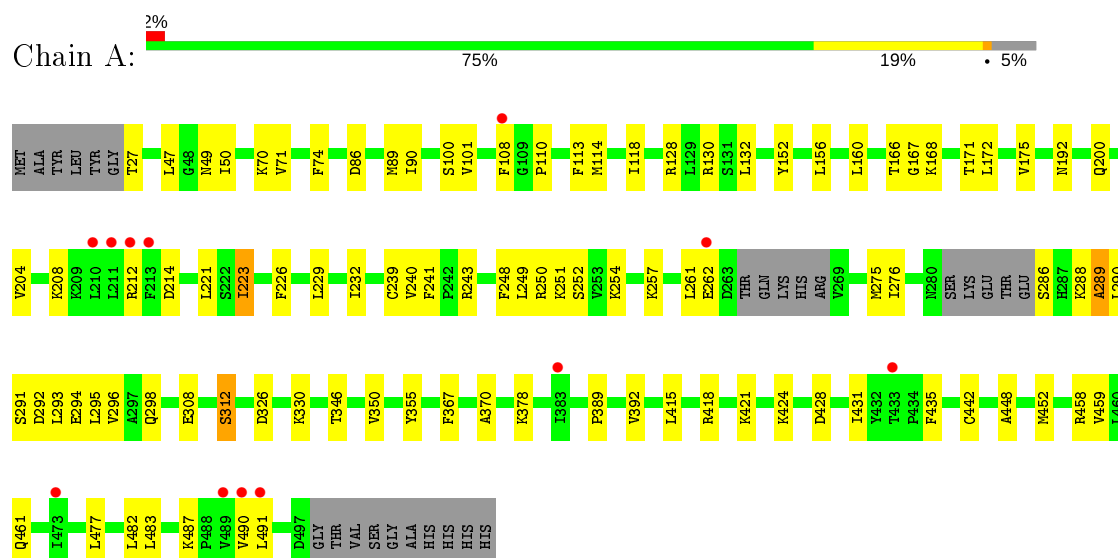 2%
Chain A:
75% 19% • 5%
MET ALA TYR LEU TYR GLY T27 L47 G48 N49 I50 K70 V71 F74 D86 M89 I90 S100 V101 F108 G109 P110 F113 M114 I118 R128 L129 R130 S131 L132 Y152 L156 L160 T166 G167 K168 T171 L172 V175 N192 Q200
V204 K208 K209 L210 L211 R212 F213 D214 L221 S222 I223 F226 L229 I232 C239 V240 F241 P242 R243 F248 L249 R250 K251 S252 V253 K254 K257 L261 E262 D263 THR GLN LYS HIS ARG V269 M275 I276 N280 SER LYS GLU THR GLU S286 H287 K288 A289 L290
S291 D292 L293 E294 L295 V296 A297 Q298 E308 S312 D326 K330 T346 V350 Y355 F367 A370 K378 I383 P389 V392 L415 R418 K421 K424 D428 I431 Y432 T433 P434 F435 C442 A448 M452 R458 V459 L460
Q461 I473 L477 L482 L483 K487 P488 V489 V490 L491 D497 GLY THR VAL SER GLY ALA HIS HIS HIS HIS